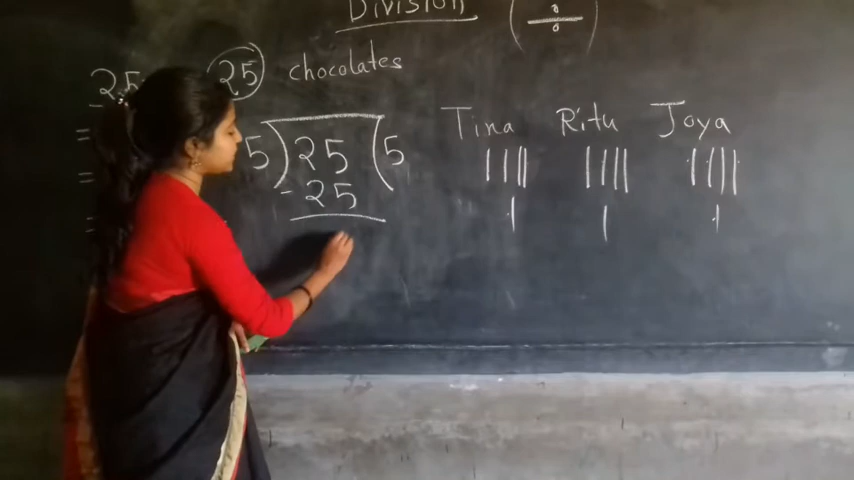 Division (÷)
25 25 chocolates
- =
5 ) 25 ( 5 Tina Ritu Joya
=
- 25 |||| |||| ||||
= | | |